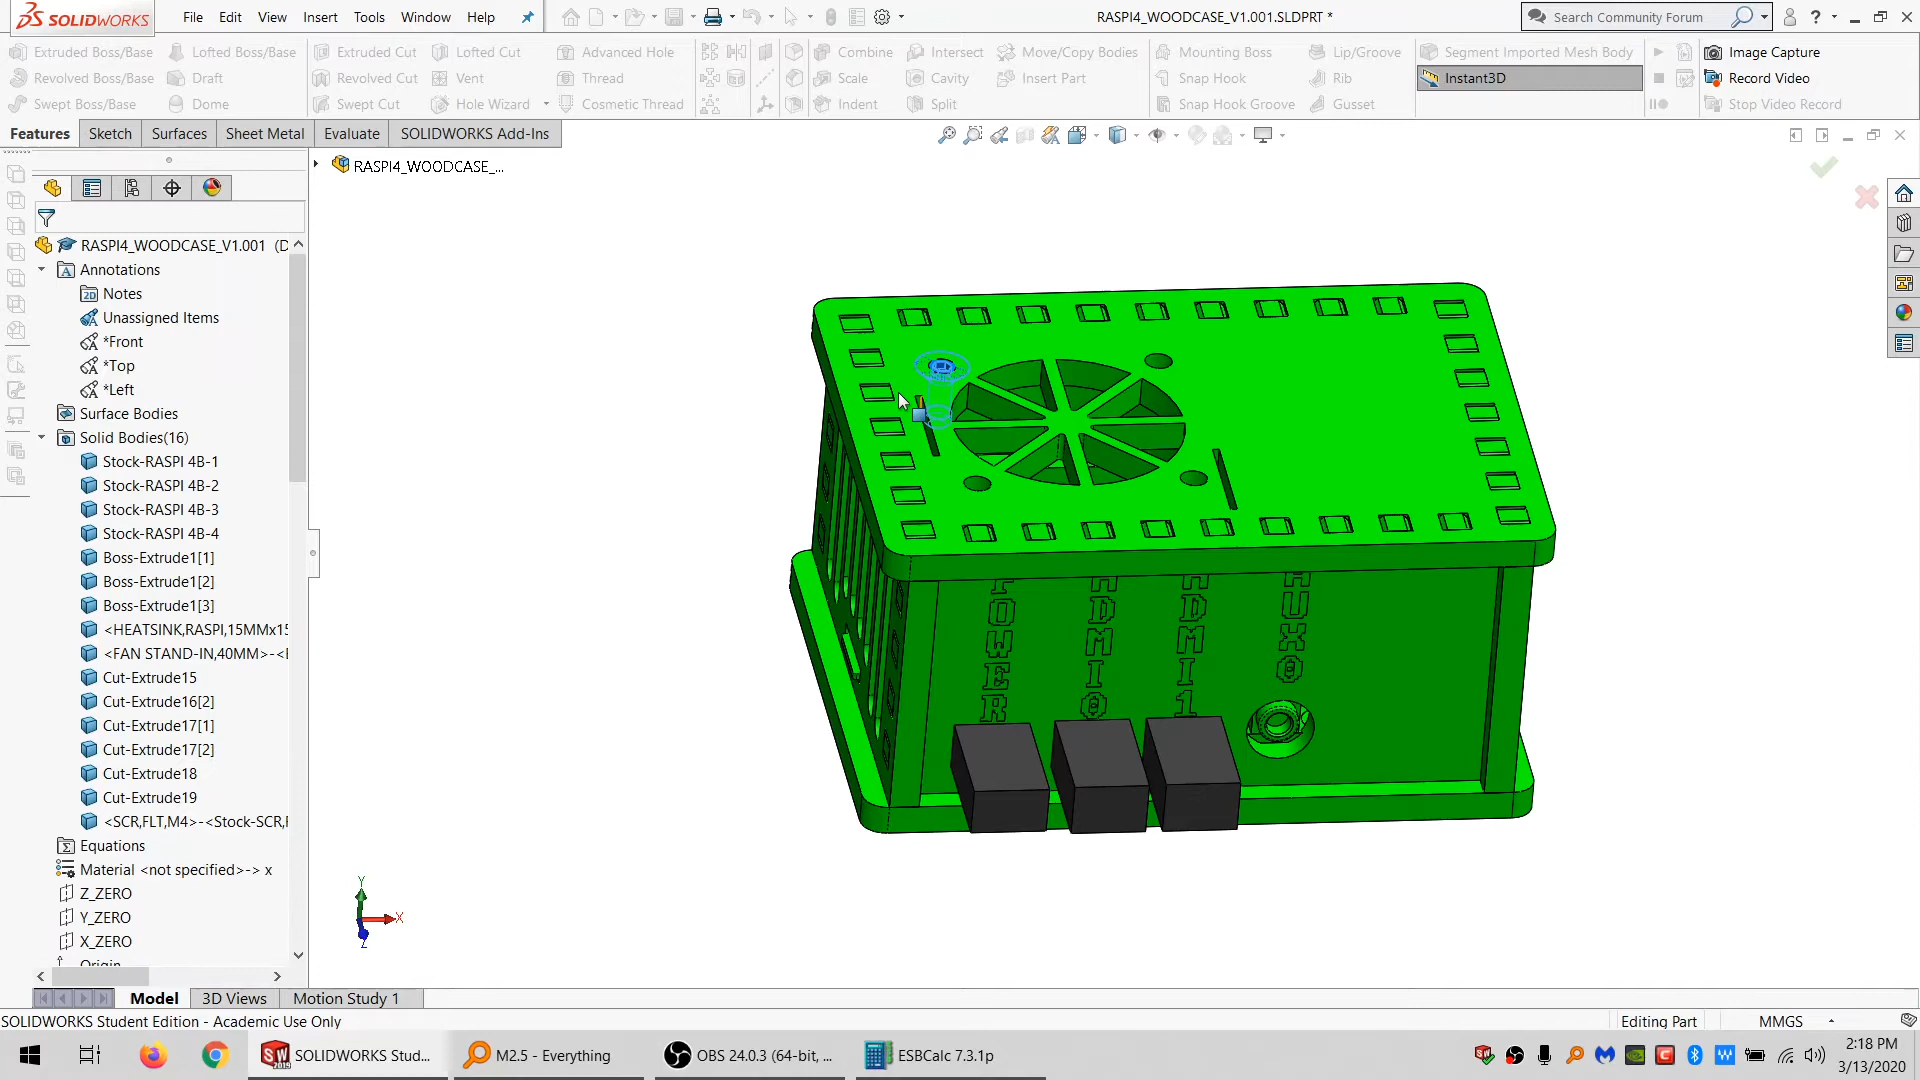 SOLIDWORKS
File Edit View Insert Tools Window Help
RASPI4_WOODCASE_V1.001.SLDPRT *
Search Community Forum
Extruded Boss/Base
Lofted Boss/Base
Extruded Cut
Lofted Cut
Advanced Hole
Combine
Intersect
Move/Copy Bodies
Mounting Boss
Lip/Groove
Segment Imported Mesh Body
Image Capture
Revolved Boss/Base
Draft
Revolved Cut
Vent
Thread
Scale
Cavity
Insert Part
Snap Hook
Rib
Instant3D
Record Video
Swept Boss/Base
Dome
Swept Cut
Hole Wizard
Cosmetic Thread
Indent
Split
Snap Hook Groove
Gusset
Stop Video Record
Features Sketch Surfaces Sheet Metal Evaluate SOLIDWORKS Add-Ins
RASPI4_WOODCASE_...
RASPI4_WOODCASE_V1.001 (D
Annotations
Notes
Unassigned Items
*Front
*Top
*Left
Surface Bodies
Solid Bodies(16)
Stock-RASPI 4B-1
Stock-RASPI 4B-2
Stock-RASPI 4B-3
Stock-RASPI 4B-4
Boss-Extrude1[1]
Boss-Extrude1[2]
Boss-Extrude1[3]
<HEATSINK,RASPI,15MMx15
<FAN STAND-IN,40MM>-<
Cut-Extrude15
Cut-Extrude16[2]
Cut-Extrude17[1]
Cut-Extrude17[2]
Cut-Extrude18
Cut-Extrude19
<SCR,FLT,M4>-<Stock-SCR,F
Equations
Material <not specified>-> x
Z_ZERO
Y_ZERO
X_ZERO
Origin
POWER
HDMI0
HDMI1
AUX0
Y
X
Z
Model 3D Views Motion Study 1
SOLIDWORKS Student Edition - Academic Use Only
Editing Part
MMGS
SOLIDWORKS Stud...
M2.5 - Everything
OBS 24.0.3 (64-bit, ...
ESBCalc 7.3.1p
2:18 PM
3/13/2020